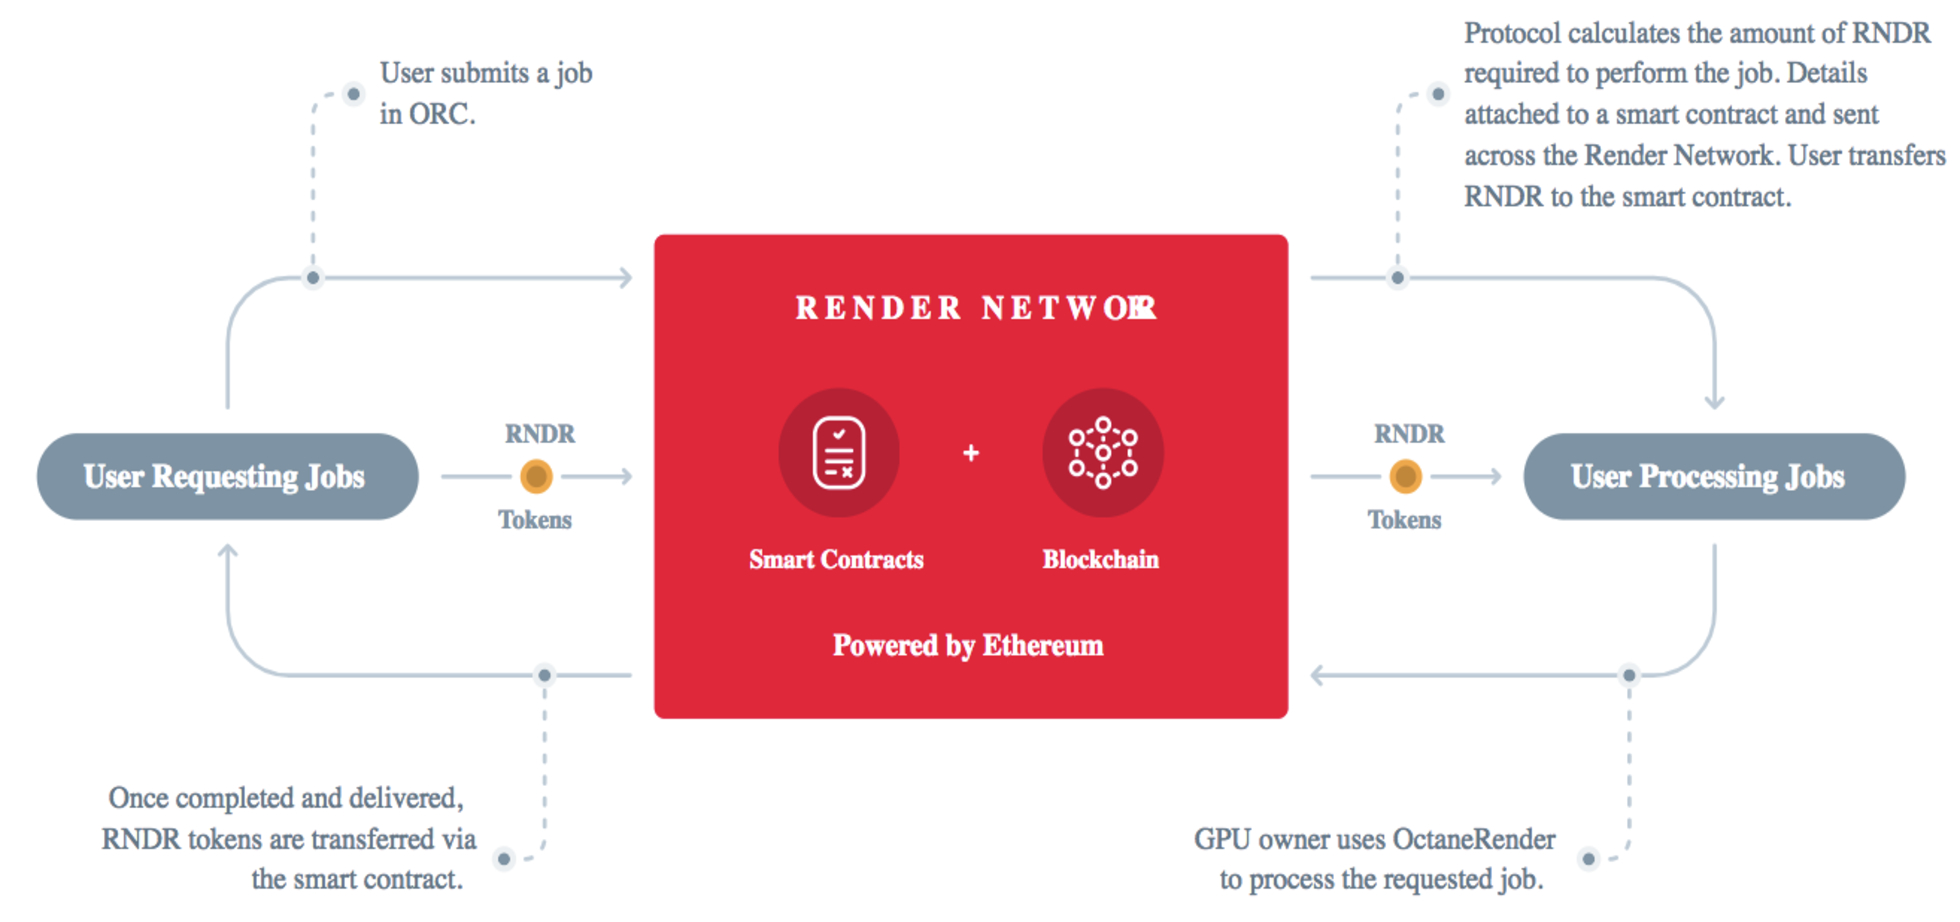 User submits a job
in ORC.
Protocol calculates the amount of RNDR
required to perform the job. Details
attached to a smart contract and sent
across the Render Network. User transfers
RNDR to the smart contract.
RENDER NETWORK
User Requesting Jobs
RNDR
Tokens
Smart Contracts
+
Blockchain
Powered by Ethereum
RNDR
Tokens
User Processing Jobs
Once completed and delivered,
RNDR tokens are transferred via
the smart contract.
GPU owner uses OctaneRender
to process the requested job.